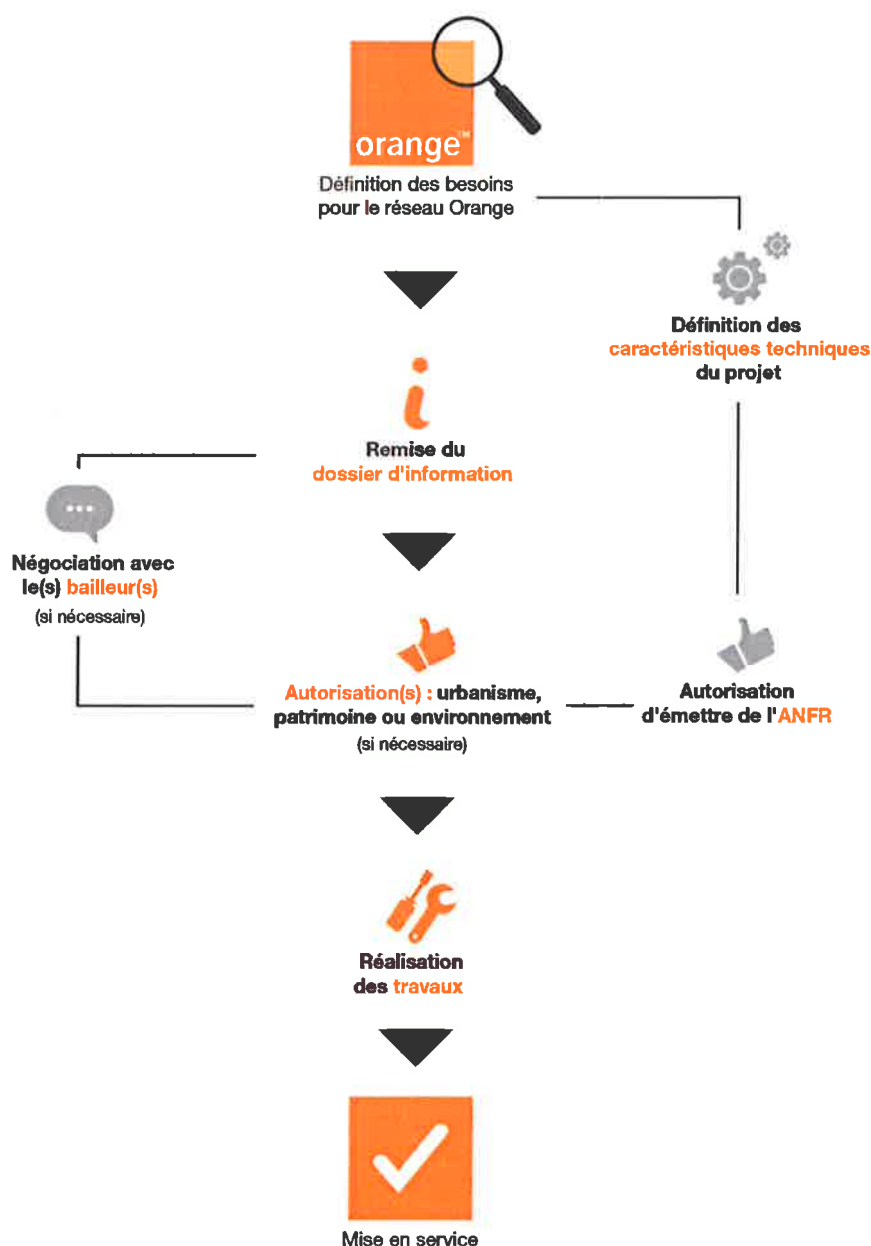 orange™
Définition des besoins
pour le réseau Orange
Définition des
caractéristiques techniques
du projet
Remise du
dossier d'information
Négociation avec
le(s) bailleur(s)
(si nécessaire)
Autorisation(s) : urbanisme,
patrimoine ou environnement
(si nécessaire)
Autorisation
d'émettre de l'ANFR
Réalisation
des travaux
Mise en service